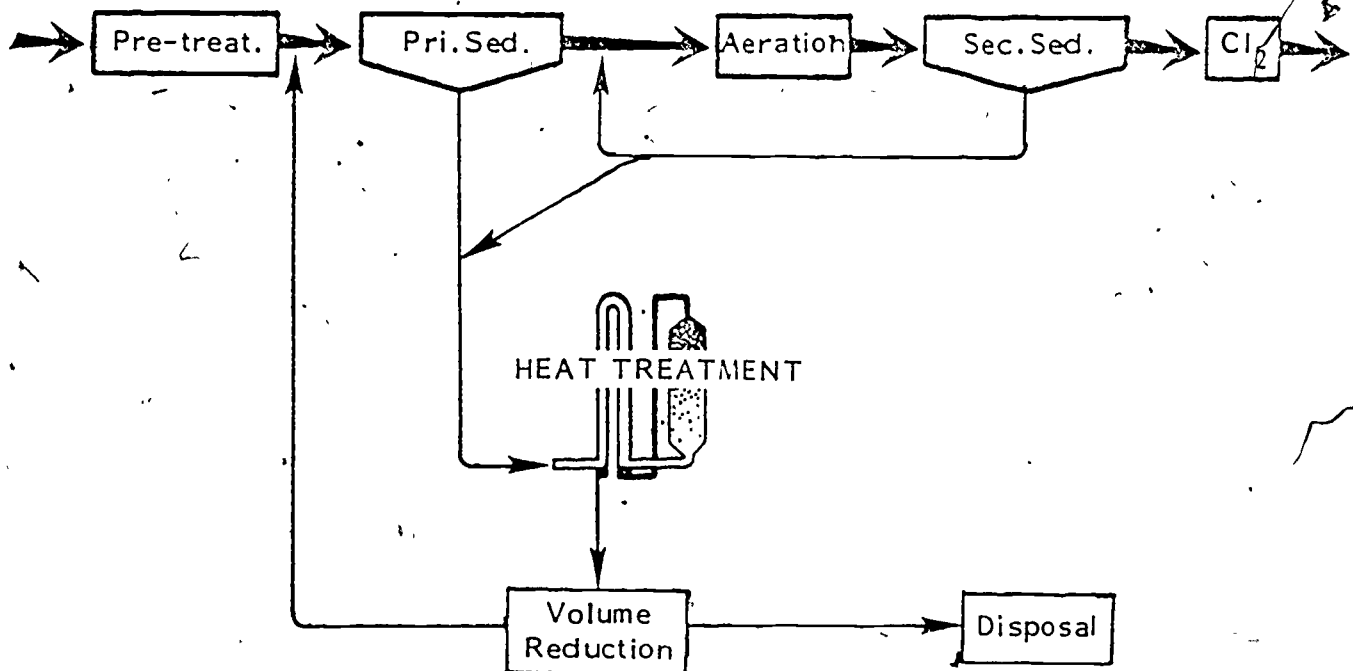 Pre-treat.
Pri.Sed.
Aeration
Sec.Sed.
Cl2
HEAT TREATMENT
Volume
Reduction
Disposal